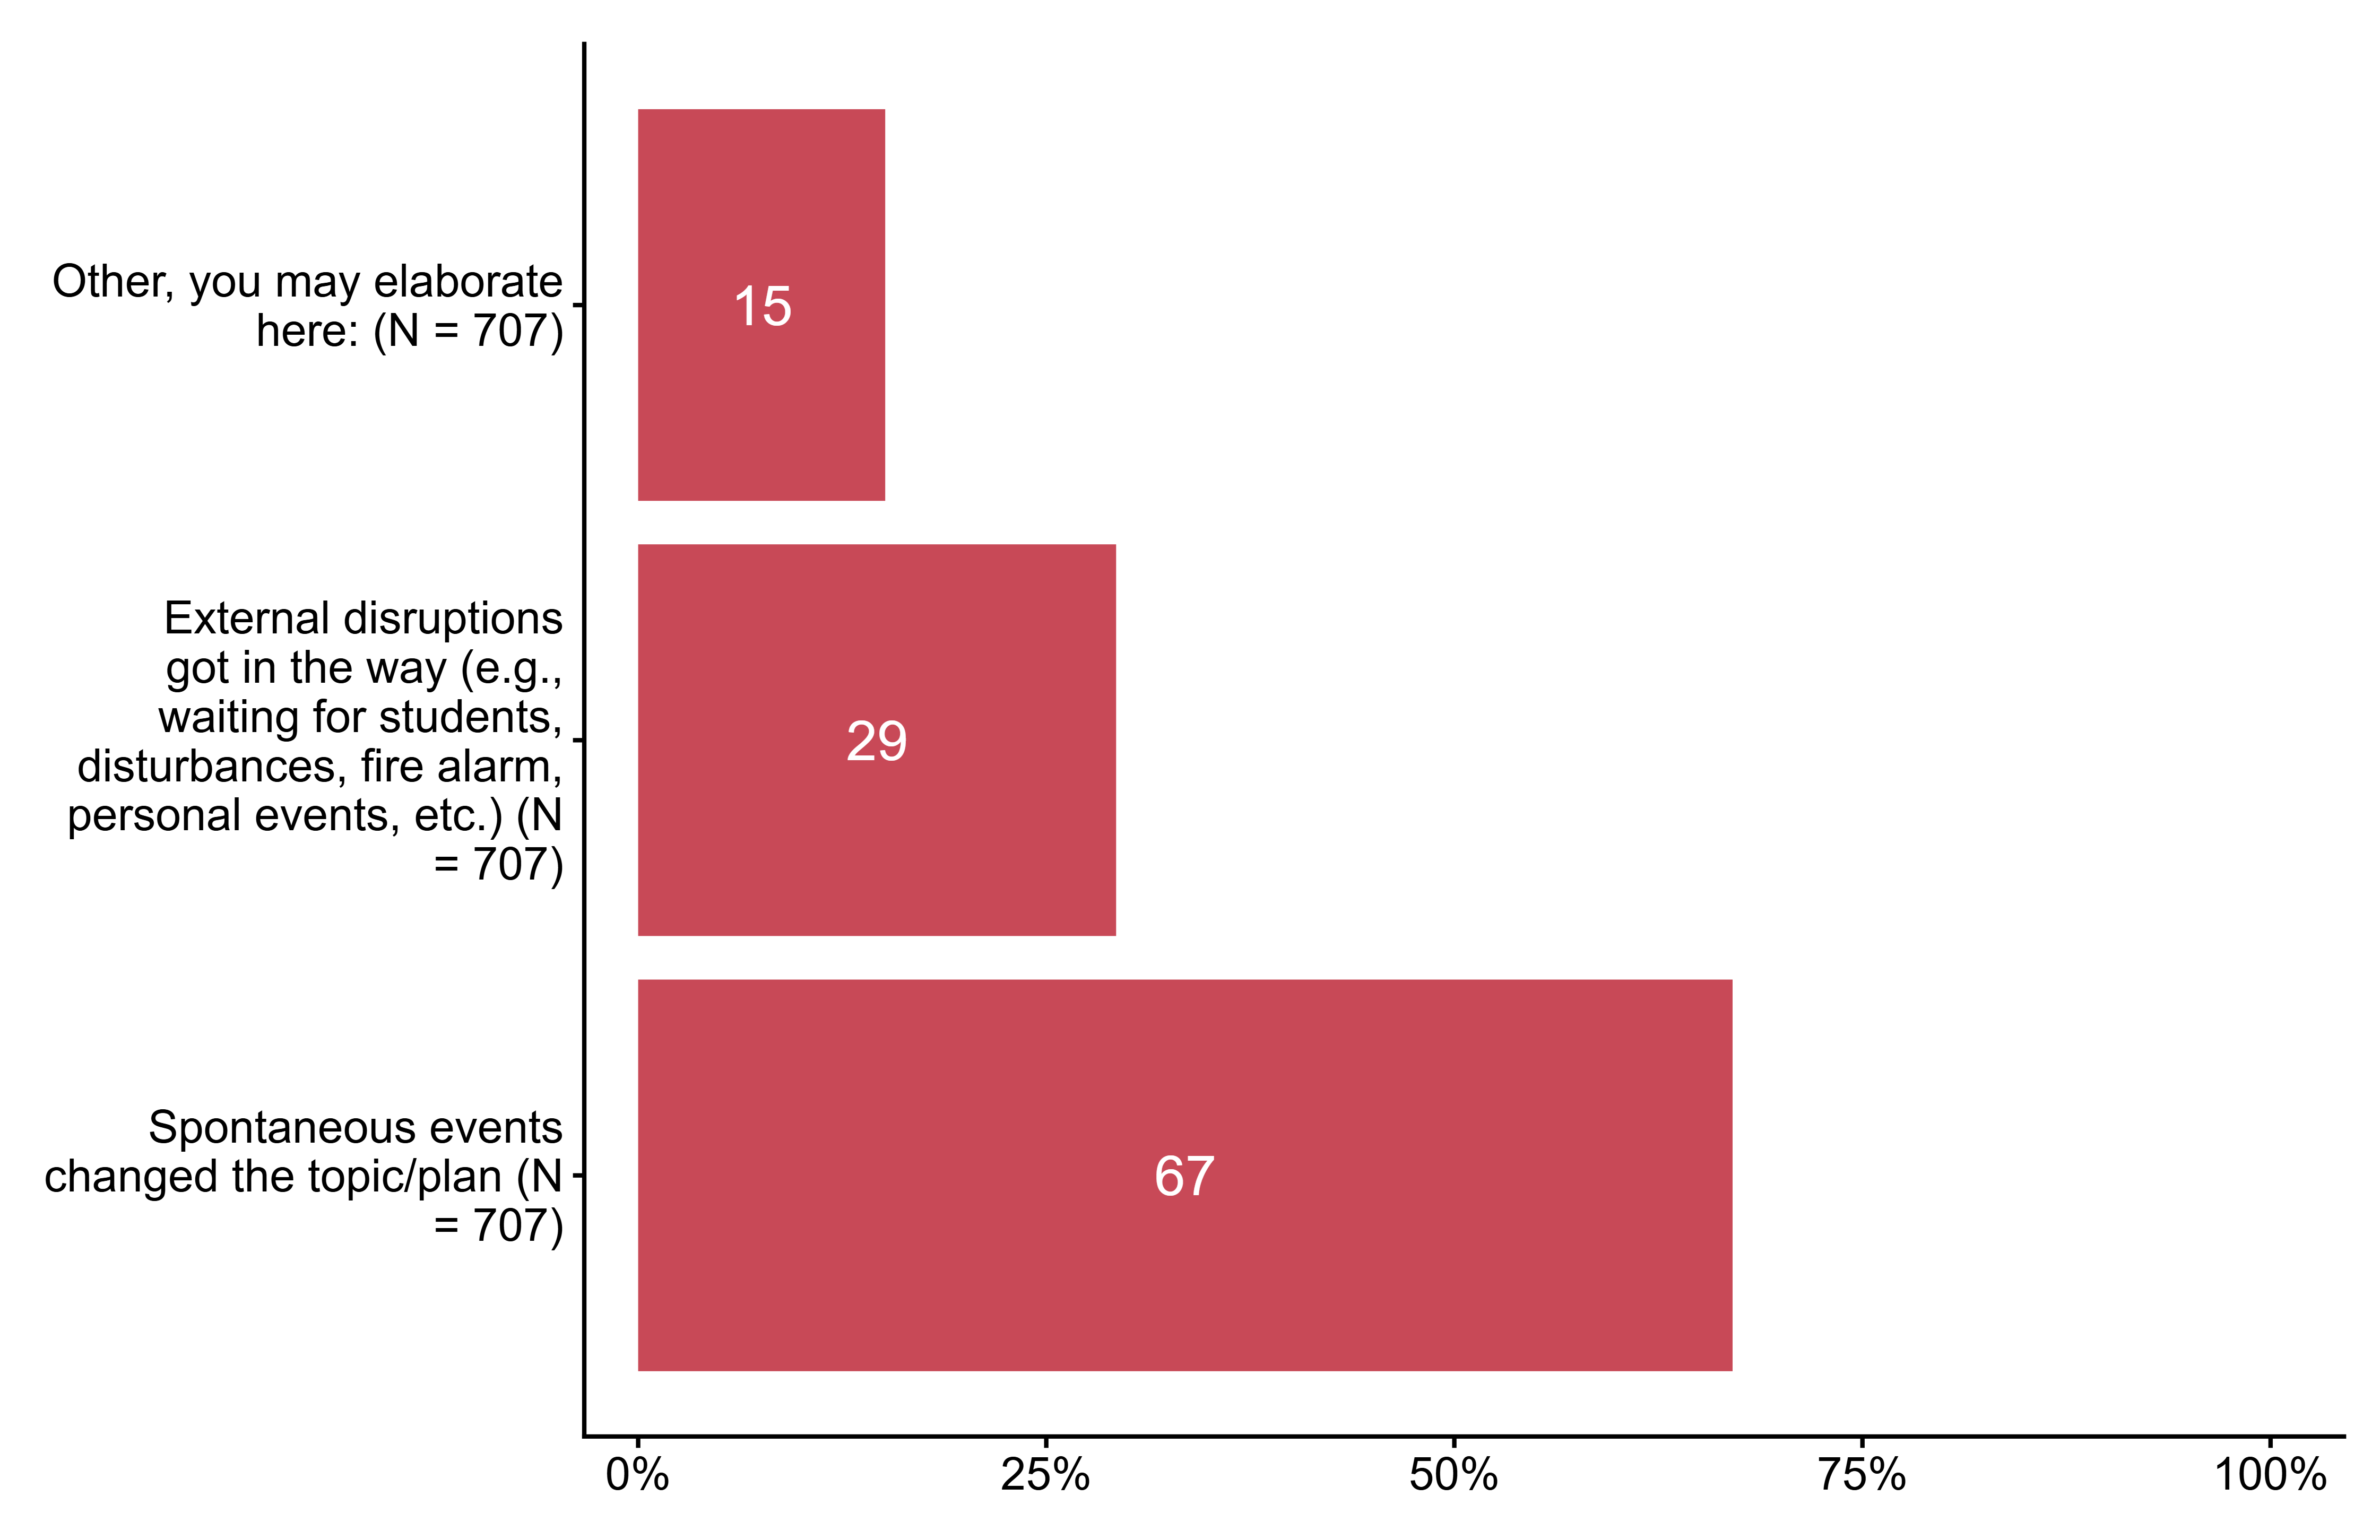 Other, you may elaborate
here: (N = 707)
15
External disruptions
got in the way (e.g.,
waiting for students,
disturbances, fire alarm,
personal events, etc.) (N
= 707)
29
Spontaneous events
changed the topic/plan (N
= 707)
67
0% 25% 50% 75% 100%